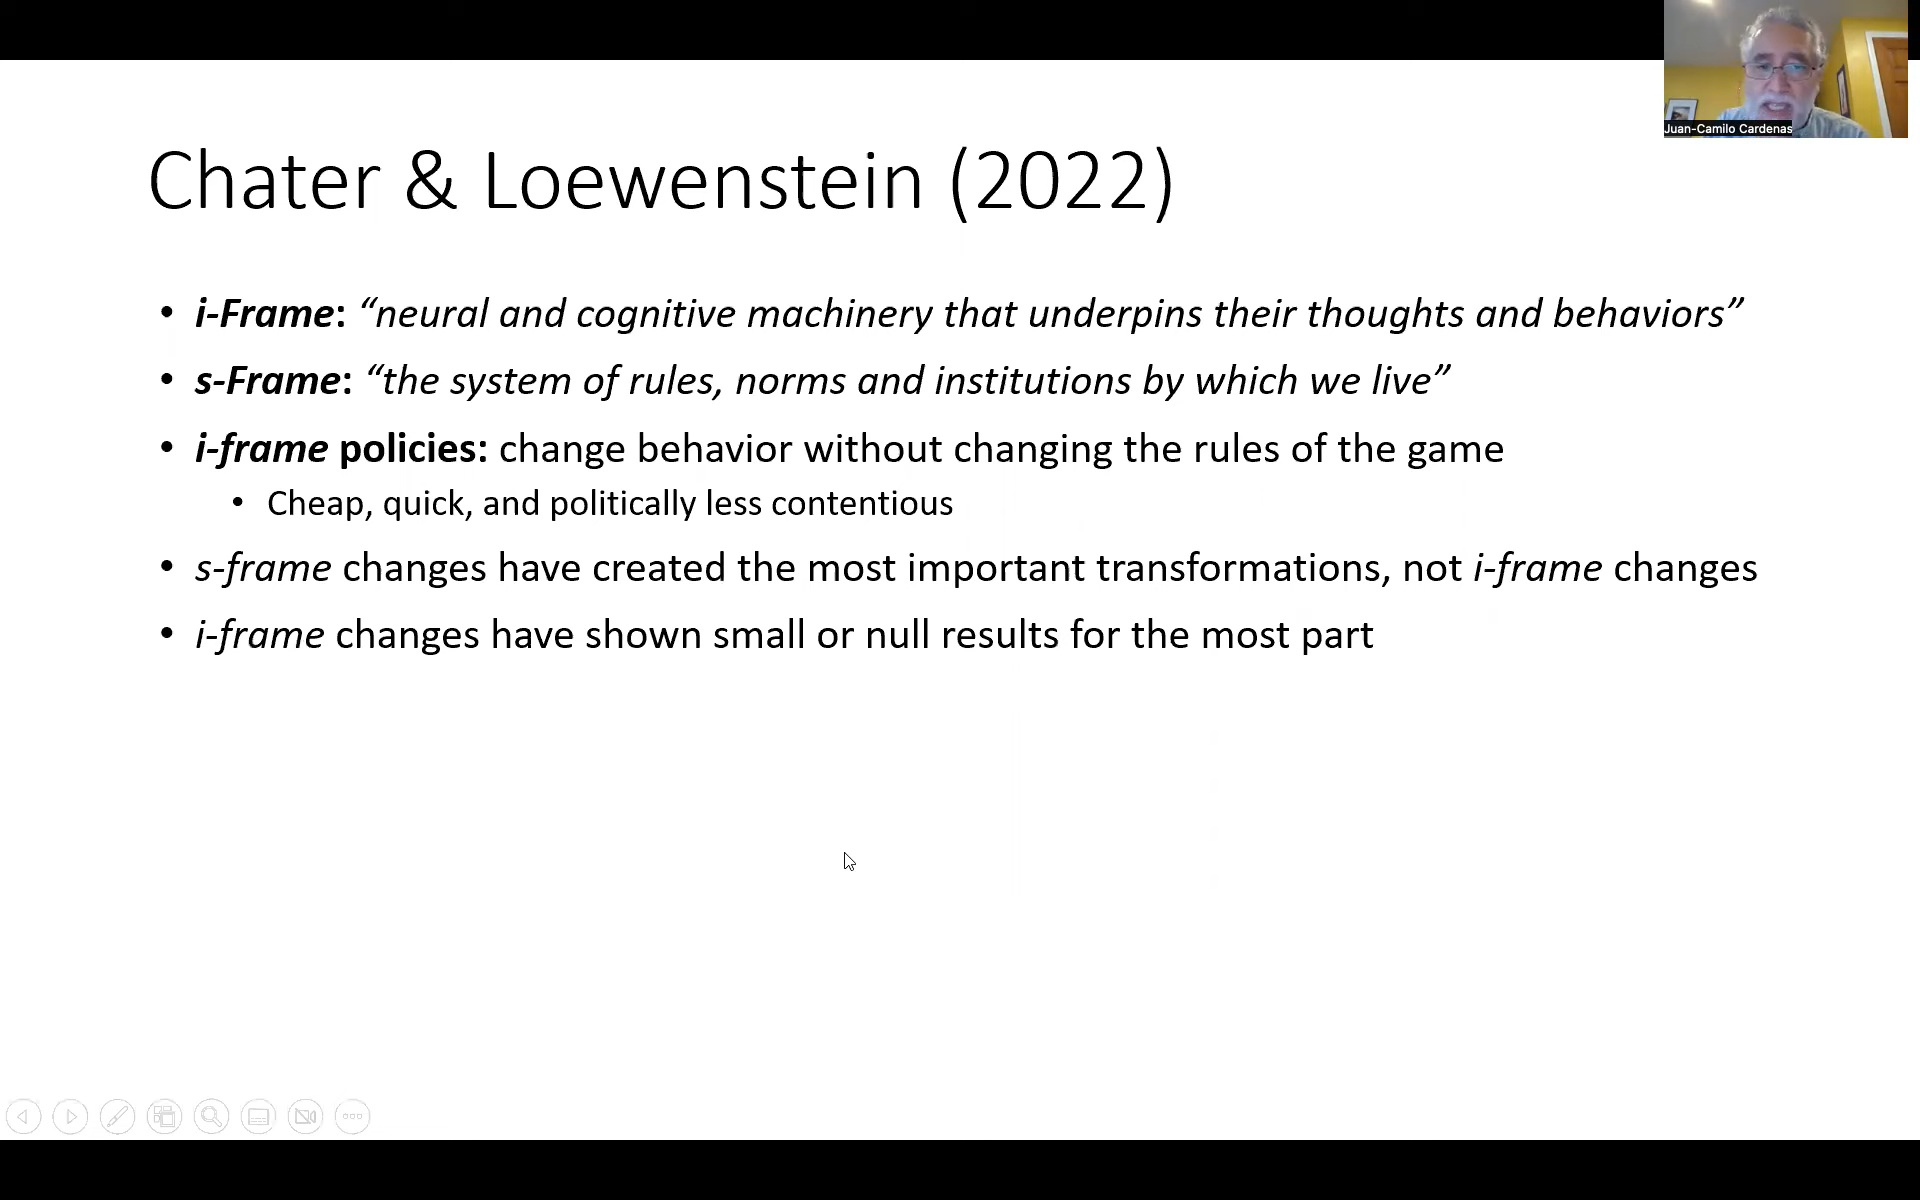 Juan-Camilo Cardenas
Chater & Loewenstein (2022)
• i-Frame: “neural and cognitive machinery that underpins their thoughts and behaviors”
• s-Frame: “the system of rules, norms and institutions by which we live”
• i-frame policies: change behavior without changing the rules of the game
• Cheap, quick, and politically less contentious
• s-frame changes have created the most important transformations, not i-frame changes
• i-frame changes have shown small or null results for the most part